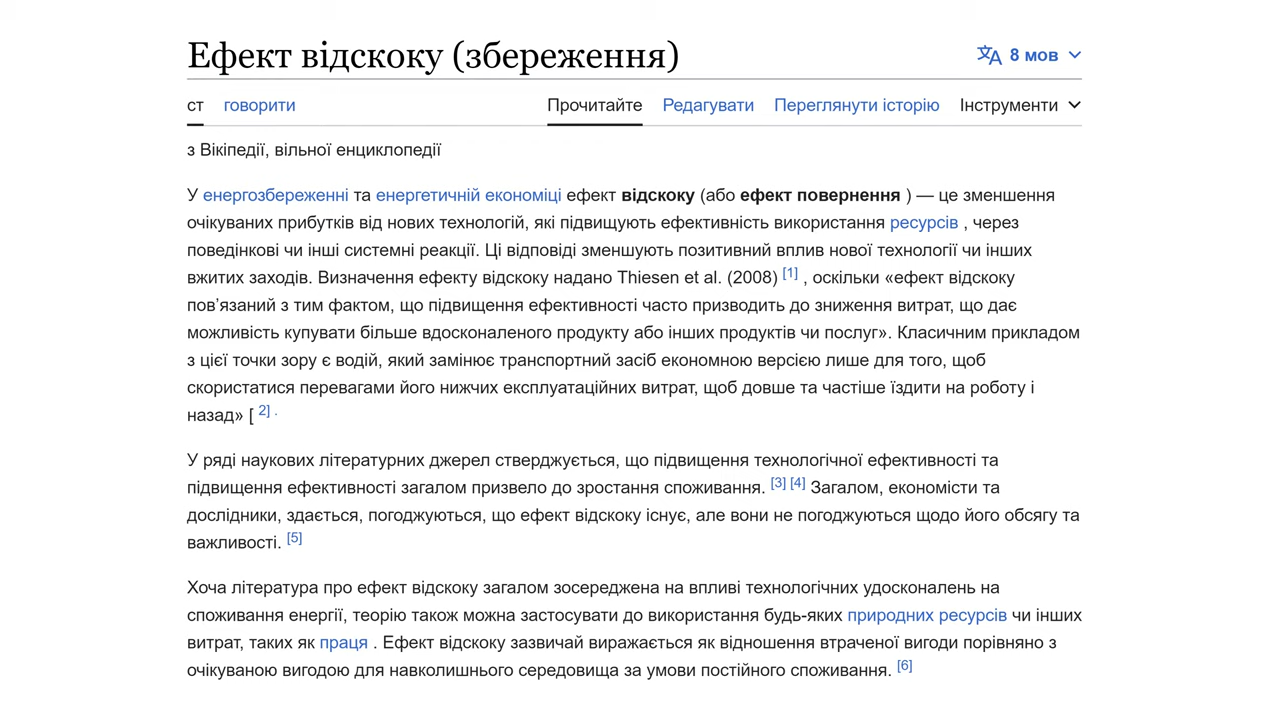 Ефект відскоку (збереження)
8 мов
ст говорити Прочитайте Редагувати Переглянути історію Інструменти
з Вікіпедії, вільної енциклопедії
У енергозбереженні та енергетичній економіці ефект відскоку (або ефект повернення ) — це зменшення
очікуваних прибутків від нових технологій, які підвищують ефективність використання ресурсів , через
поведінкові чи інші системні реакції. Ці відповіді зменшують позитивний вплив нової технології чи інших
вжитих заходів. Визначення ефекту відскоку надано Thiesen et al. (2008) [1] , оскільки «ефект відскоку
пов’язаний з тим фактом, що підвищення ефективності часто призводить до зниження витрат, що дає
можливість купувати більше вдосконаленого продукту або інших продуктів чи послуг». Класичним прикладом
з цієї точки зору є водій, який замінює транспортний засіб економною версією лише для того, щоб
скористатися перевагами його нижчих експлуатаційних витрат, щоб довше та частіше їздити на роботу і
назад» [ 2] .
У ряді наукових літературних джерел стверджується, що підвищення технологічної ефективності та
підвищення ефективності загалом призвело до зростання споживання. [3] [4] Загалом, економісти та
дослідники, здається, погоджуються, що ефект відскоку існує, але вони не погоджуються щодо його обсягу та
важливості. [5]
Хоча література про ефект відскоку загалом зосереджена на впливі технологічних удосконалень на
споживання енергії, теорію також можна застосувати до використання будь-яких природних ресурсів чи інших
витрат, таких як праця . Ефект відскоку зазвичай виражається як відношення втраченої вигоди порівняно з
очікуваною вигодою для навколишнього середовища за умови постійного споживання. [6]